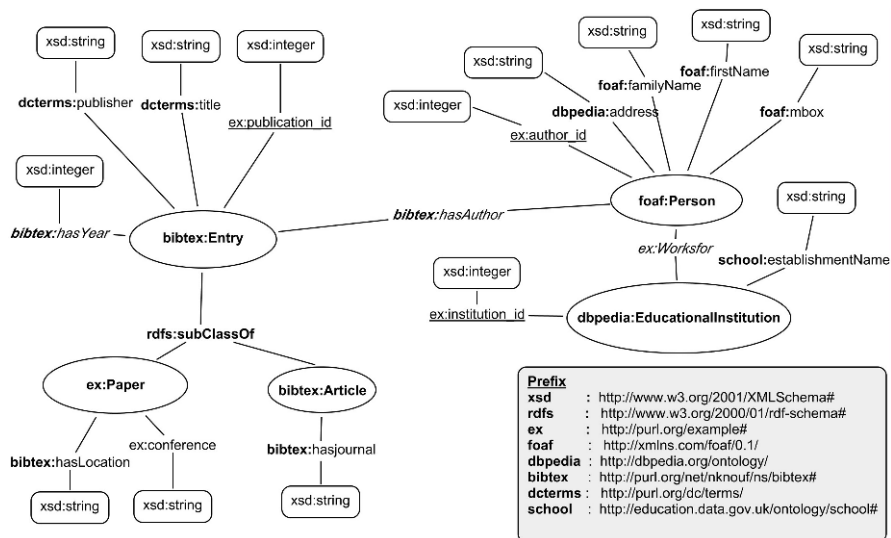 xsd:string
xsd:string
xsd:integer
dcterms:publisher
dcterms:title
ex:publication_id
xsd:integer
bibtex:hasYear
bibtex:Entry
bibtex:hasAuthor
xsd:string
xsd:string
xsd:string
xsd:string
xsd:integer
foaf:familyName
foaf:firstName
dbpedia:address
foaf:mbox
ex:author_id
foaf:Person
xsd:string
ex:Worksfor
school:establishmentName
xsd:integer
ex:institution_id
dbpedia:EducationalInstitution
rdfs:subClassOf
ex:Paper
bibtex:Article
ex:conference
bibtex:hasLocation
bibtex:hasjournal
xsd:string
xsd:string
xsd:string
Prefix
xsd : http://www.w3.org/2001/XMLSchema#
rdfs : http://www.w3.org/2000/01/rdf-schema#
ex : http://purl.org/example#
foaf : http://xmlns.com/foaf/0.1/
dbpedia : http://dbpedia.org/ontology/
bibtex : http://purl.org/net/nknouf/ns/bibtex#
dcterms : http://purl.org/dc/terms/
school : http://education.data.gov.uk/ontology/school#